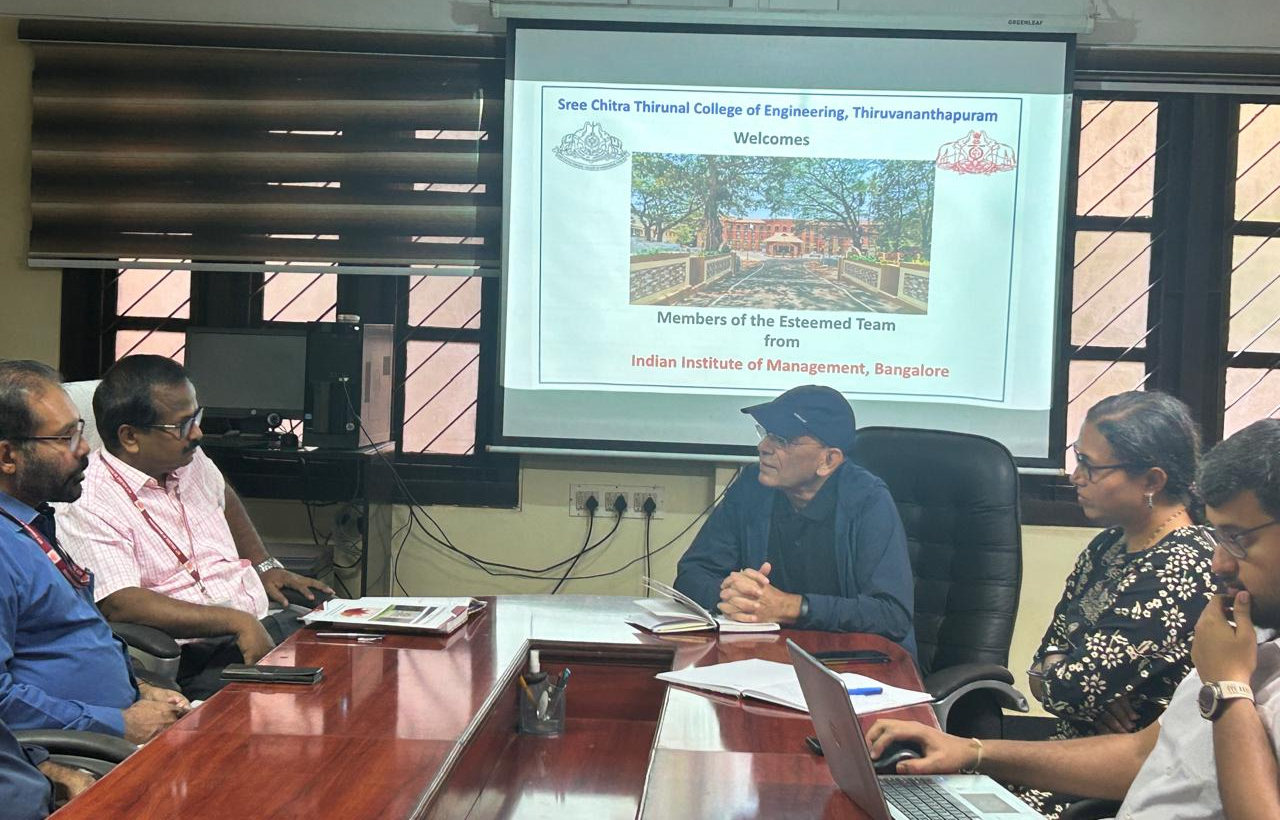 GREENLEAF
Sree Chitra Thirunal College of Engineering, Thiruvananthapuram
Welcomes
Members of the Esteemed Team
from
Indian Institute of Management, Bangalore